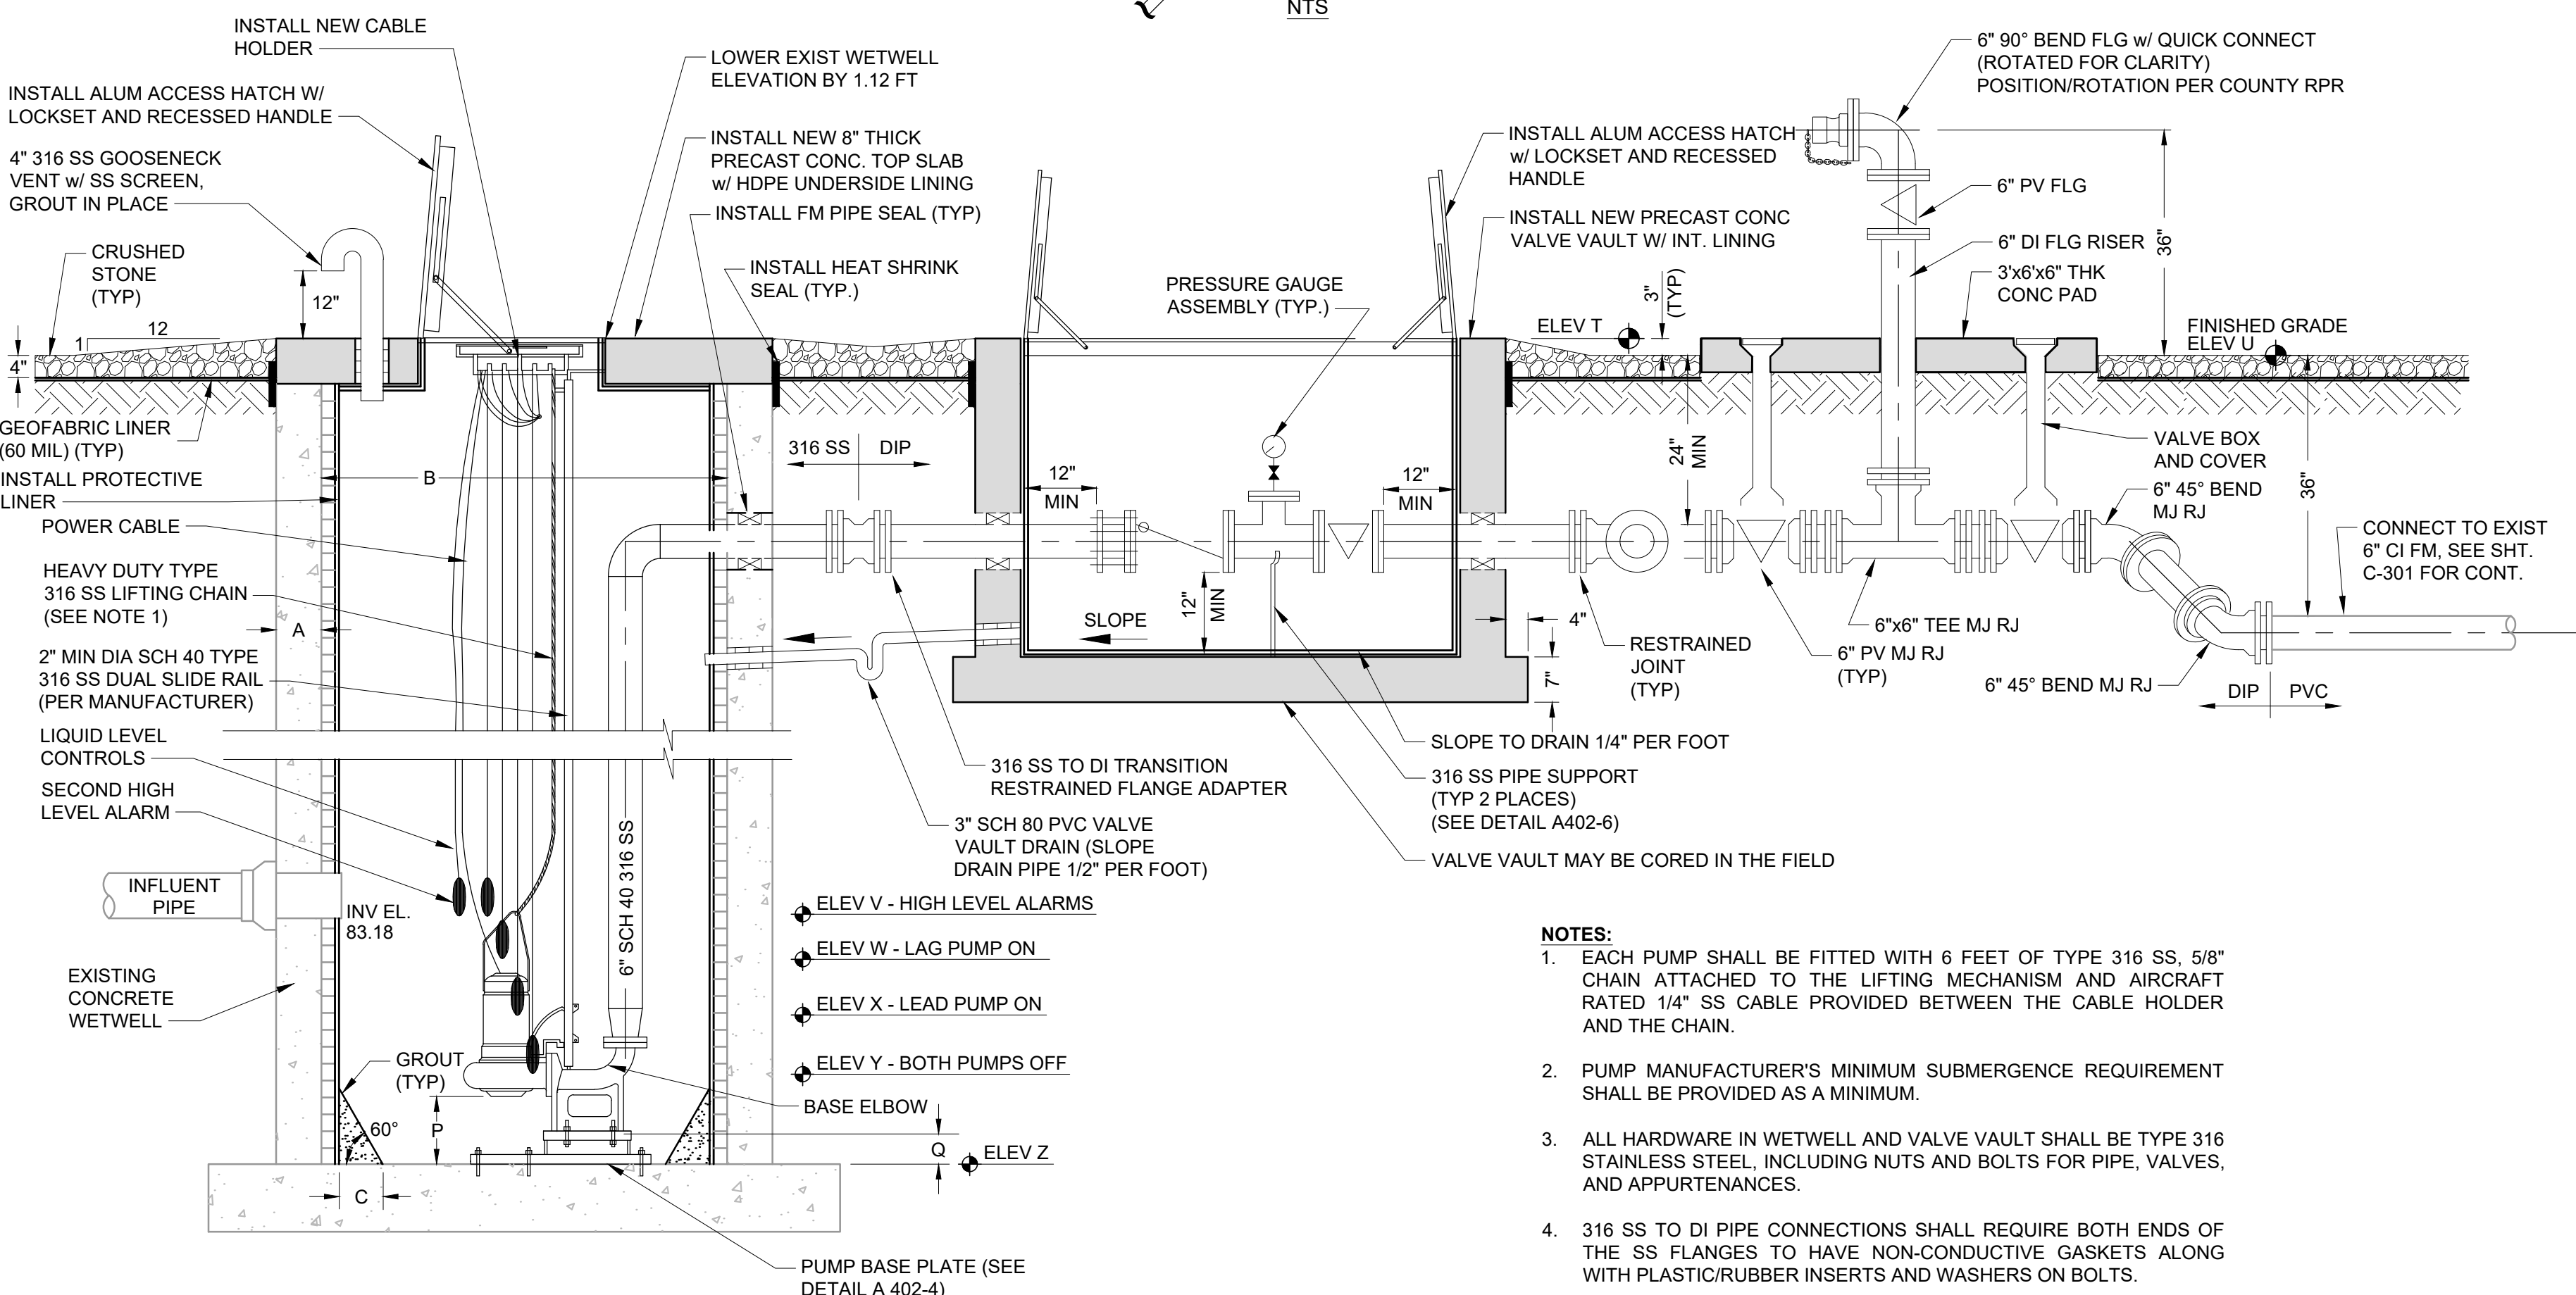 NTS
INSTALL NEW CABLE
HOLDER
INSTALL ALUM ACCESS HATCH W/
LOCKSET AND RECESSED HANDLE
4" 316 SS GOOSENECK
VENT w/ SS SCREEN,
GROUT IN PLACE
CRUSHED
STONE
(TYP)
12"
12
1
4"
GEOFABRIC LINER
(60 MIL) (TYP)
INSTALL PROTECTIVE
LINER
POWER CABLE
HEAVY DUTY TYPE
316 SS LIFTING CHAIN
(SEE NOTE 1)
A
B
2" MIN DIA SCH 40 TYPE
316 SS DUAL SLIDE RAIL
(PER MANUFACTURER)
LIQUID LEVEL
CONTROLS
SECOND HIGH
LEVEL ALARM
INFLUENT
PIPE
INV EL.
83.18
EXISTING
CONCRETE
WETWELL
GROUT
(TYP)
60°
P
C
Q
6" SCH 40 316 SS
LOWER EXIST WETWELL
ELEVATION BY 1.12 FT
INSTALL NEW 8" THICK
PRECAST CONC. TOP SLAB
w/ HDPE UNDERSIDE LINING
INSTALL FM PIPE SEAL (TYP)
INSTALL HEAT SHRINK
SEAL (TYP.)
316 SS
DIP
PRESSURE GAUGE
ASSEMBLY (TYP.)
12"
MIN
12"
MIN
12"
MIN
SLOPE
4"
7"
316 SS TO DI TRANSITION
RESTRAINED FLANGE ADAPTER
3" SCH 80 PVC VALVE
VAULT DRAIN (SLOPE
DRAIN PIPE 1/2" PER FOOT)
ELEV V - HIGH LEVEL ALARMS
ELEV W - LAG PUMP ON
ELEV X - LEAD PUMP ON
ELEV Y - BOTH PUMPS OFF
BASE ELBOW
ELEV Z
PUMP BASE PLATE (SEE
DETAIL A 402-4)
INSTALL ALUM ACCESS HATCH
w/ LOCKSET AND RECESSED
HANDLE
INSTALL NEW PRECAST CONC
VALVE VAULT W/ INT. LINING
ELEV T
3"
(TYP)
6" 90° BEND FLG w/ QUICK CONNECT
(ROTATED FOR CLARITY)
POSITION/ROTATION PER COUNTY RPR
6" PV FLG
6" DI FLG RISER
36"
3'x6'x6" THK
CONC PAD
FINISHED GRADE
ELEV U
24"
MIN
VALVE BOX
AND COVER
36"
6" 45° BEND
MJ RJ
CONNECT TO EXIST
6" CI FM, SEE SHT.
C-301 FOR CONT.
6"x6" TEE MJ RJ
6" PV MJ RJ
(TYP)
6" 45° BEND MJ RJ
DIP
PVC
RESTRAINED
JOINT
(TYP)
SLOPE TO DRAIN 1/4" PER FOOT
316 SS PIPE SUPPORT
(TYP 2 PLACES)
(SEE DETAIL A402-6)
VALVE VAULT MAY BE CORED IN THE FIELD
NOTES:
1. EACH PUMP SHALL BE FITTED WITH 6 FEET OF TYPE 316 SS, 5/8"
CHAIN ATTACHED TO THE LIFTING MECHANISM AND AIRCRAFT
RATED 1/4" SS CABLE PROVIDED BETWEEN THE CABLE HOLDER
AND THE CHAIN.
2. PUMP MANUFACTURER'S MINIMUM SUBMERGENCE REQUIREMENT
SHALL BE PROVIDED AS A MINIMUM.
3. ALL HARDWARE IN WETWELL AND VALVE VAULT SHALL BE TYPE 316
STAINLESS STEEL, INCLUDING NUTS AND BOLTS FOR PIPE, VALVES,
AND APPURTENANCES.
4. 316 SS TO DI PIPE CONNECTIONS SHALL REQUIRE BOTH ENDS OF
THE SS FLANGES TO HAVE NON-CONDUCTIVE GASKETS ALONG
WITH PLASTIC/RUBBER INSERTS AND WASHERS ON BOLTS.